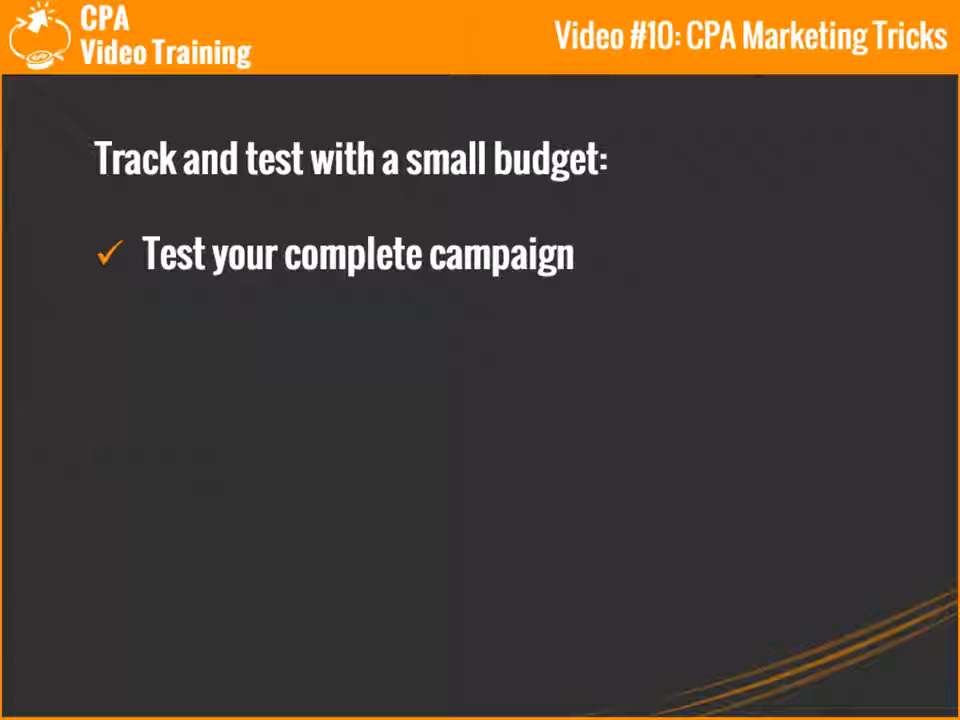 CPA
Video Training
Video #10: CPA Marketing Tricks
Track and test with a small budget:
✓ Test your complete campaign